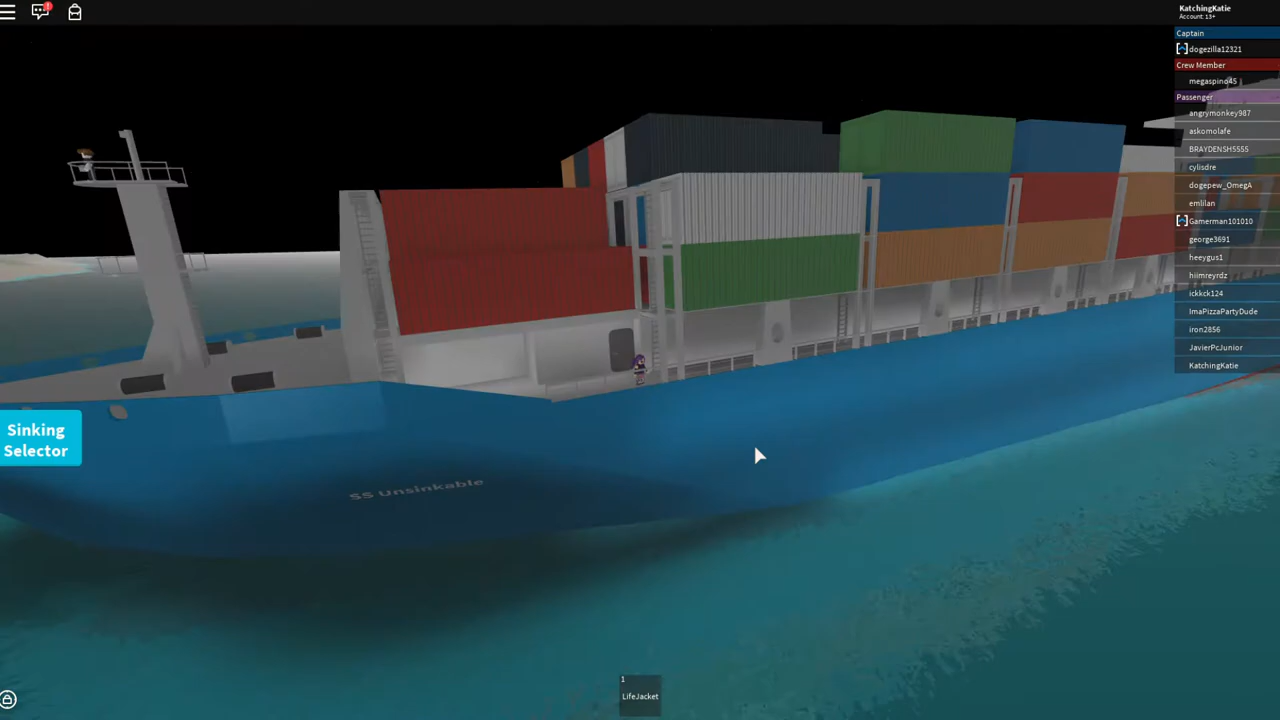 KatchingKatie
Account: 13+
Captain
dogezilla12321
Crew Member
megaspino45
Passenger
angrymonkey987
askomolafe
BRAYDENSH5555
cylisdre
dogepew_OmegA
emlilan
Gamerman101010
george3691
heeygus1
hiimreyrdz
ickkck124
ImaPizzaPartyDude
iron2856
JavierPcJunior
KatchingKatie
Sinking
Selector
SS Unsinkable
1
LifeJacket